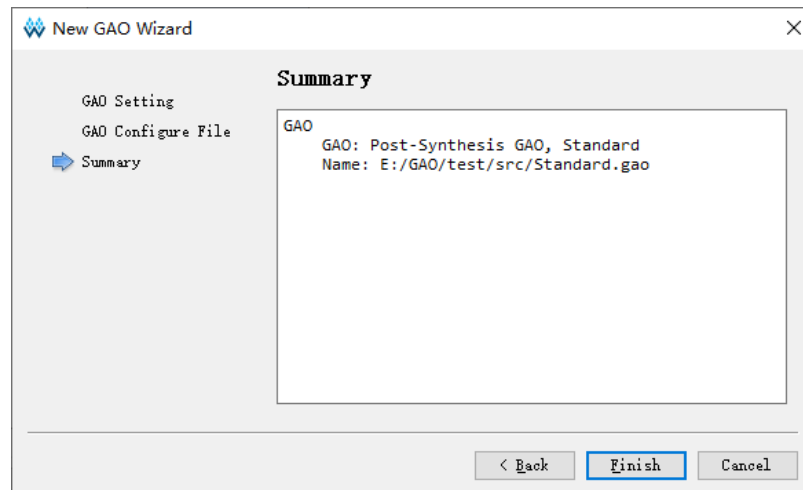 New GAO Wizard
GAO Setting
GAO Configure File
Summary
Summary
GAO
GAO: Post-Synthesis GAO, Standard
Name: E:/GAO/test/src/Standard.gao
< Back
Finish
Cancel